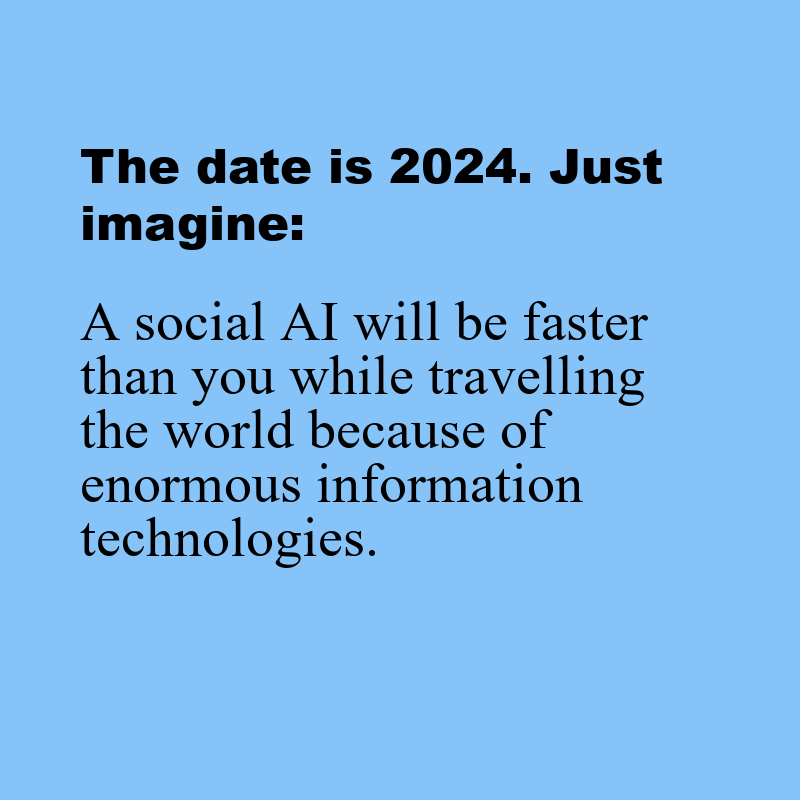 The date is 2024. Just
imagine:
A social AI will be faster
than you while travelling
the world because of
enormous information
technologies.